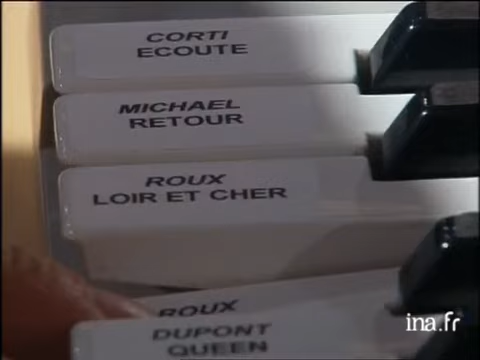 CORTI
ECOUTE
MICHAEL
RETOUR
ROUX
LOIR ET CHER
ROUX
DUPONT
QUEEN
ina.fr